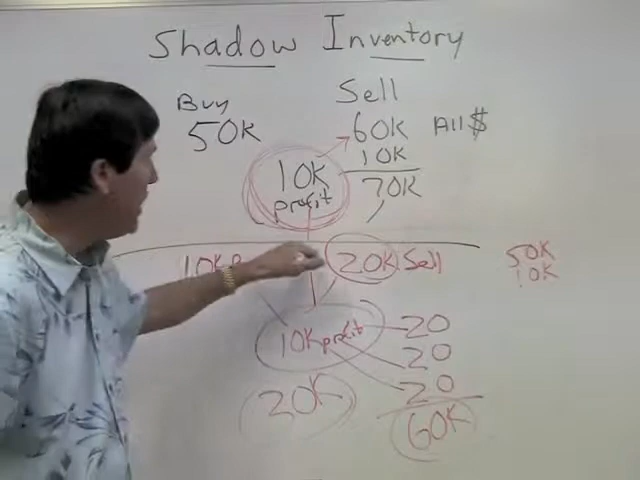 Shadow Inventory
Buy
50K
Sell
60K All $
10K
70K
10K
profit
10K
20K Sell
50K
10K
10K profit
20
20
20
60K
20K